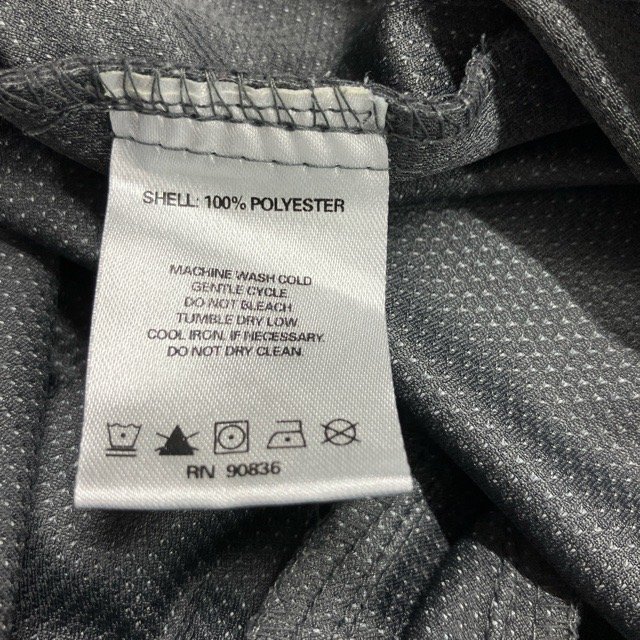 SHELL: 100% POLYESTER
MACHINE WASH COLD
GENTLE CYCLE
DO NOT BLEACH
TUMBLE DRY LOW
COOL IRON. IF NECESSARY.
DO NOT DRY CLEAN.
RN 90836